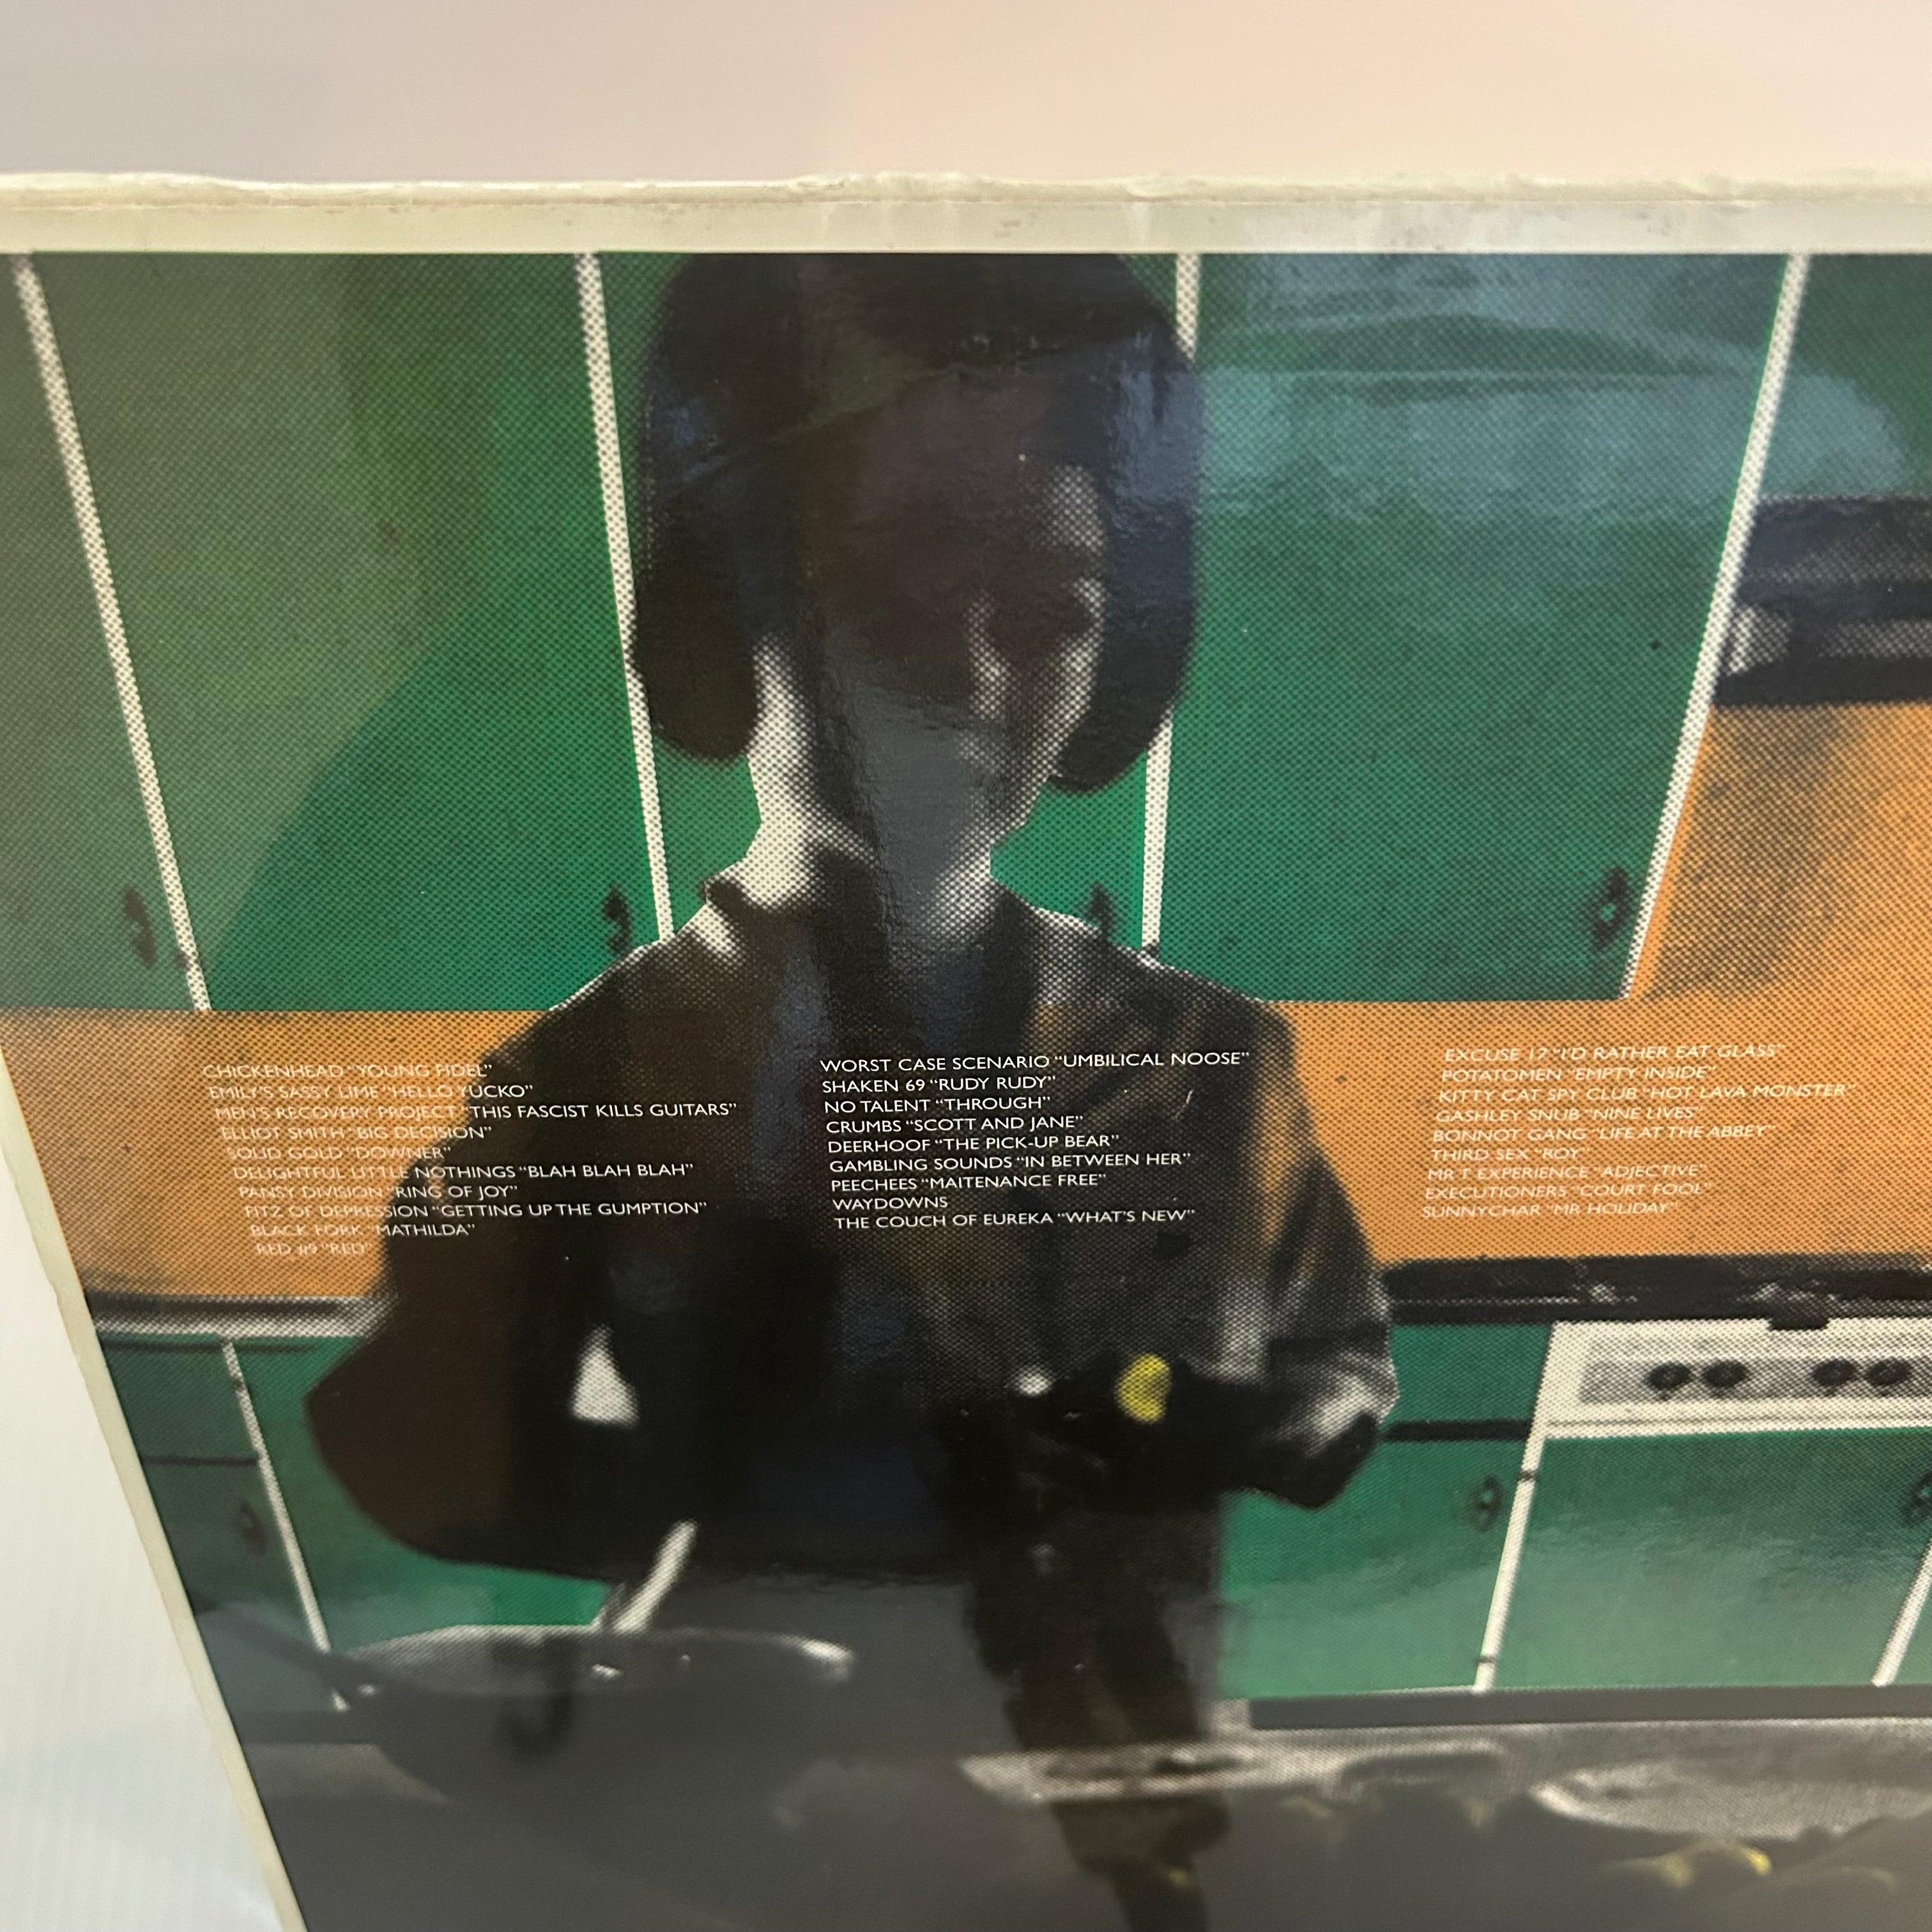 CHICKENHEAD "YOUNG FIDEL"
EMILY'S SASSY LIME "HELLO YUCKO"
MEN'S RECOVERY PROJECT "THIS FASCIST KILLS GUITARS"
ELLIOT SMITH "BIG DECISION"
SOLID GOLD "DOWNER"
DELIGHTFUL LITTLE NOTHINGS "BLAH BLAH BLAH"
PANSY DIVISION "RING OF JOY"
FITZ OF DEPRESSION "GETTING UP THE GUMPTION"
BLACK FORK "MATHILDA"
RED #9 "RED"
WORST CASE SCENARIO "UMBILICAL NOOSE"
SHAKEN 69 "RUDY RUDY"
NO TALENT "THROUGH"
CRUMBS "SCOTT AND JANE"
DEERHOOF "THE PICK-UP BEAR"
GAMBLING SOUNDS "IN BETWEEN HER"
PEECHEES "MAITENANCE FREE"
WAYDOWNS
THE COUCH OF EUREKA "WHAT'S NEW"
EXCUSE 17 "I'D RATHER EAT GLASS"
POTATOMEN "EMPTY INSIDE"
KITTY CAT SPY CLUB "HOT LAVA MONSTER"
GASHLEY SNUB "NINE LIVES"
BONNOT GANG "LIFE AT THE ABBEY"
THIRD SEX "ROY"
MR T EXPERIENCE "ADJECTIVE"
EXECUTIONERS "COURT FOOL"
SUNNYCHAR "MR HOLIDAY"